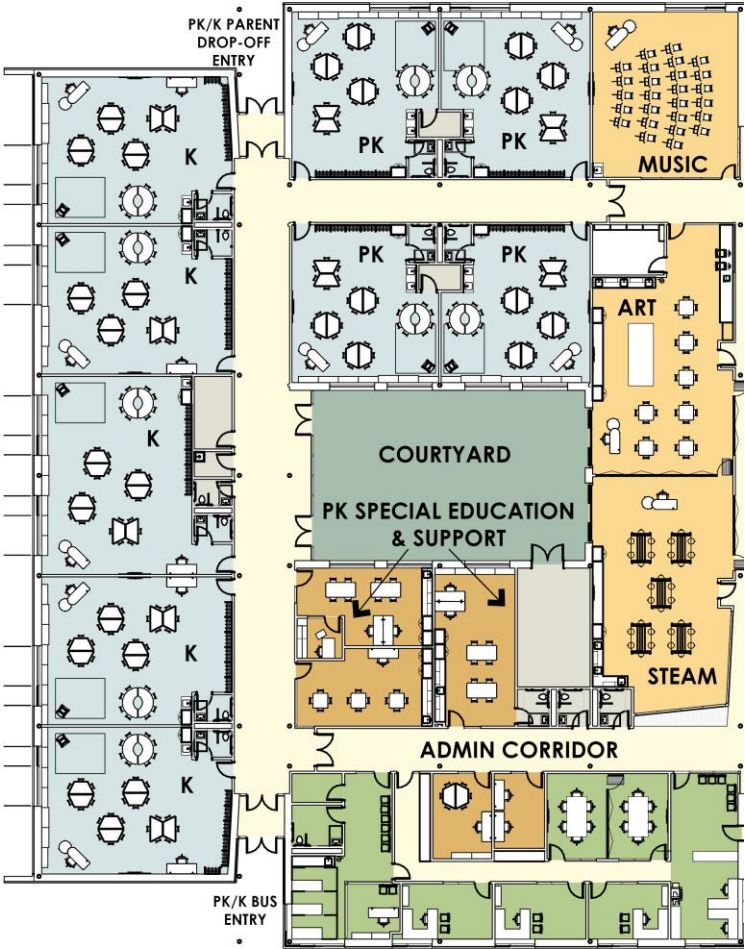 PK/K PARENT
DROP-OFF
ENTRY
K
PK
PK
MUSIC
K
PK
PK
ART
K
COURTYARD
PK SPECIAL EDUCATION
& SUPPORT
K
STEAM
ADMIN CORRIDOR
K
PK/K BUS
ENTRY